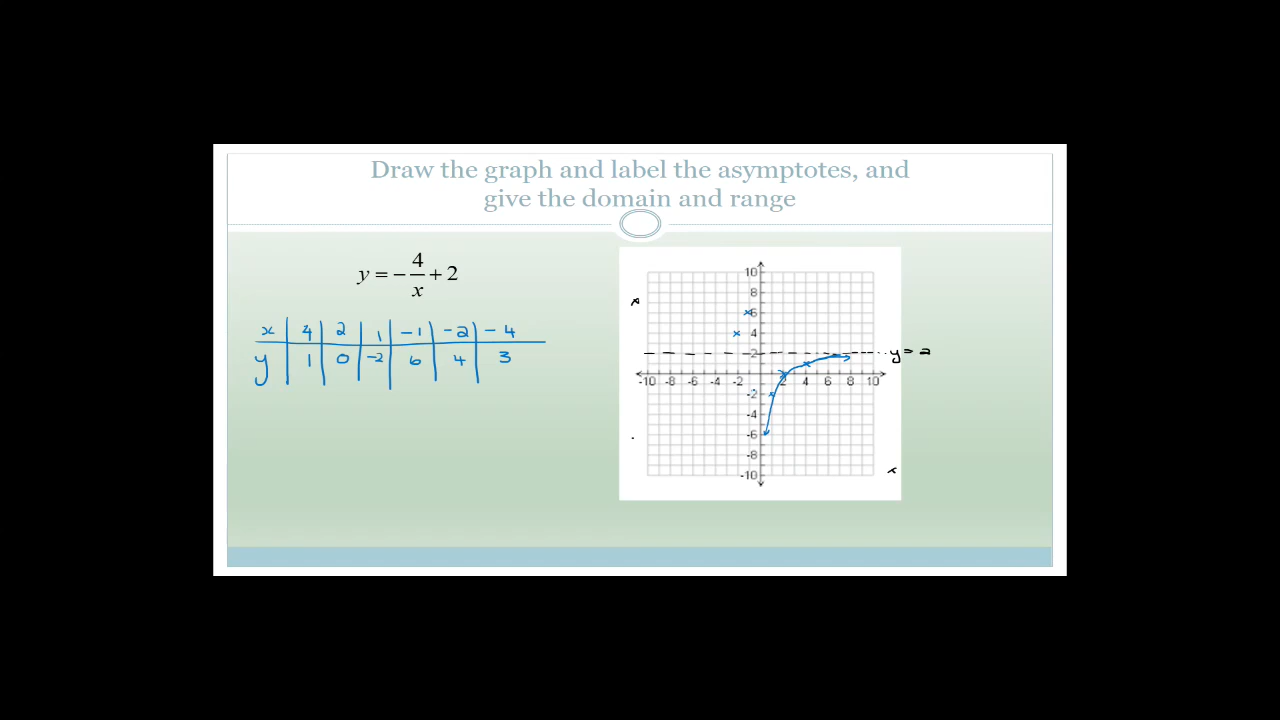 Draw the graph and label the asymptotes, and
give the domain and range
y = -4/x + 2
x | 4 | 2 | 1 | -1 | -2 | -4
y | 1 | 0 | -2 | 6 | 4 | 3
10
8
6
4
2
y = 2
-10 -8 -6 -4 -2 2 4 6 8 10
-2
-4
-6
-8
-10